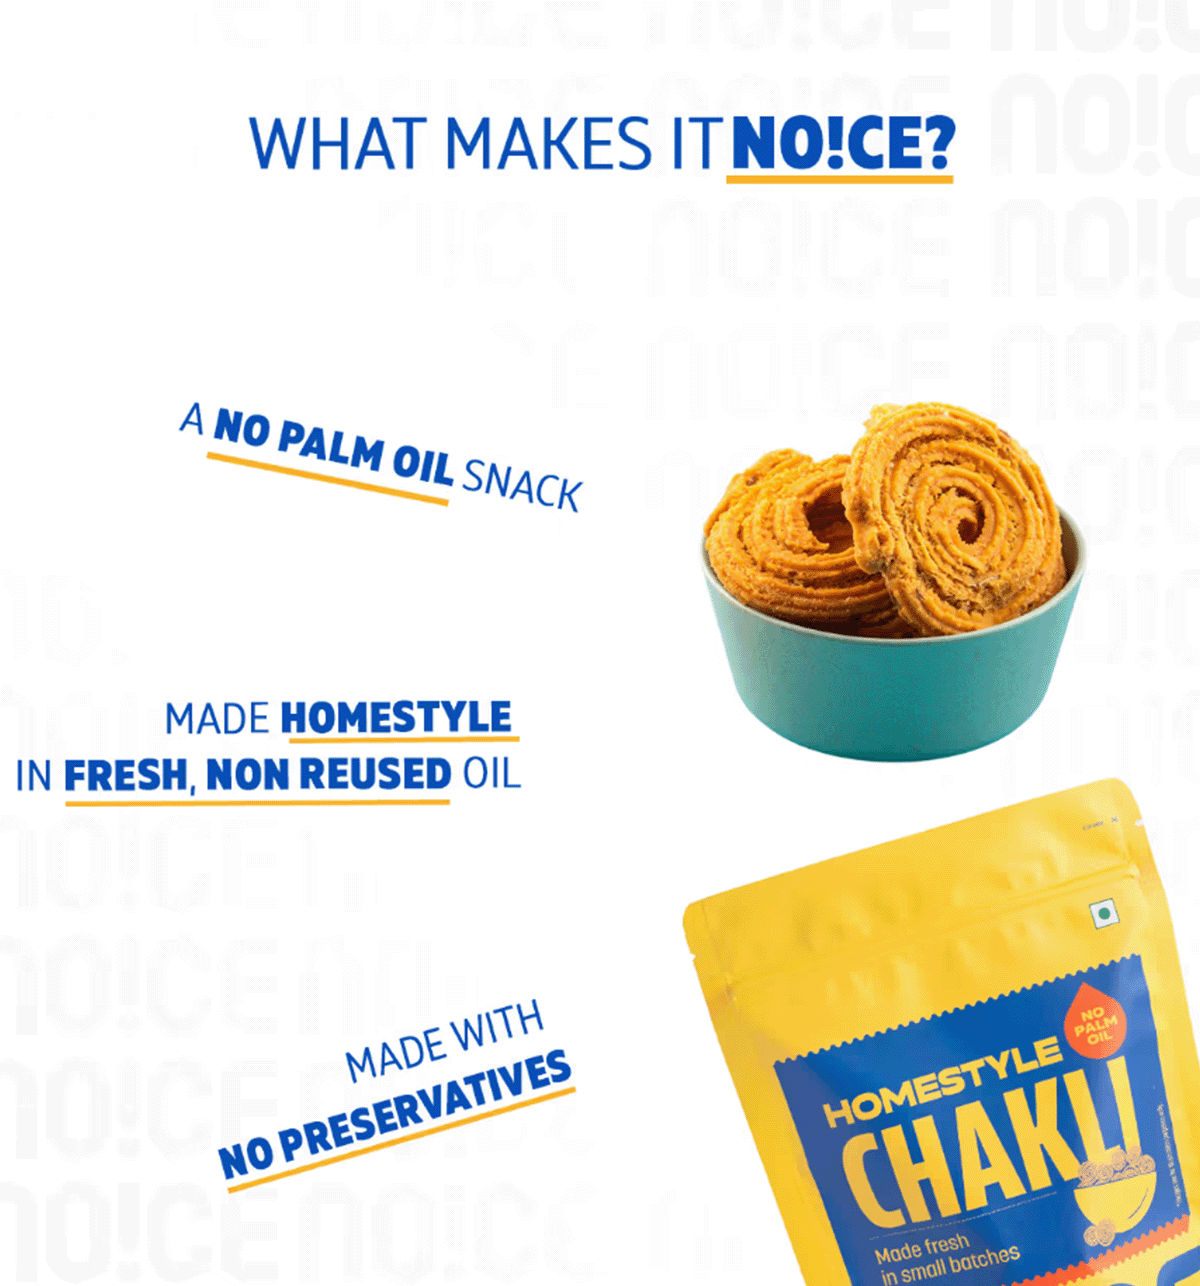 WHAT MAKES IT NO!CE?
A NO PALM OIL SNACK
MADE HOMESTYLE
IN FRESH, NON REUSED OIL
MADE WITH
NO PRESERVATIVES
NO
PALM
OIL
HOMESTYLE
CHAKLI
Made fresh
in small batches